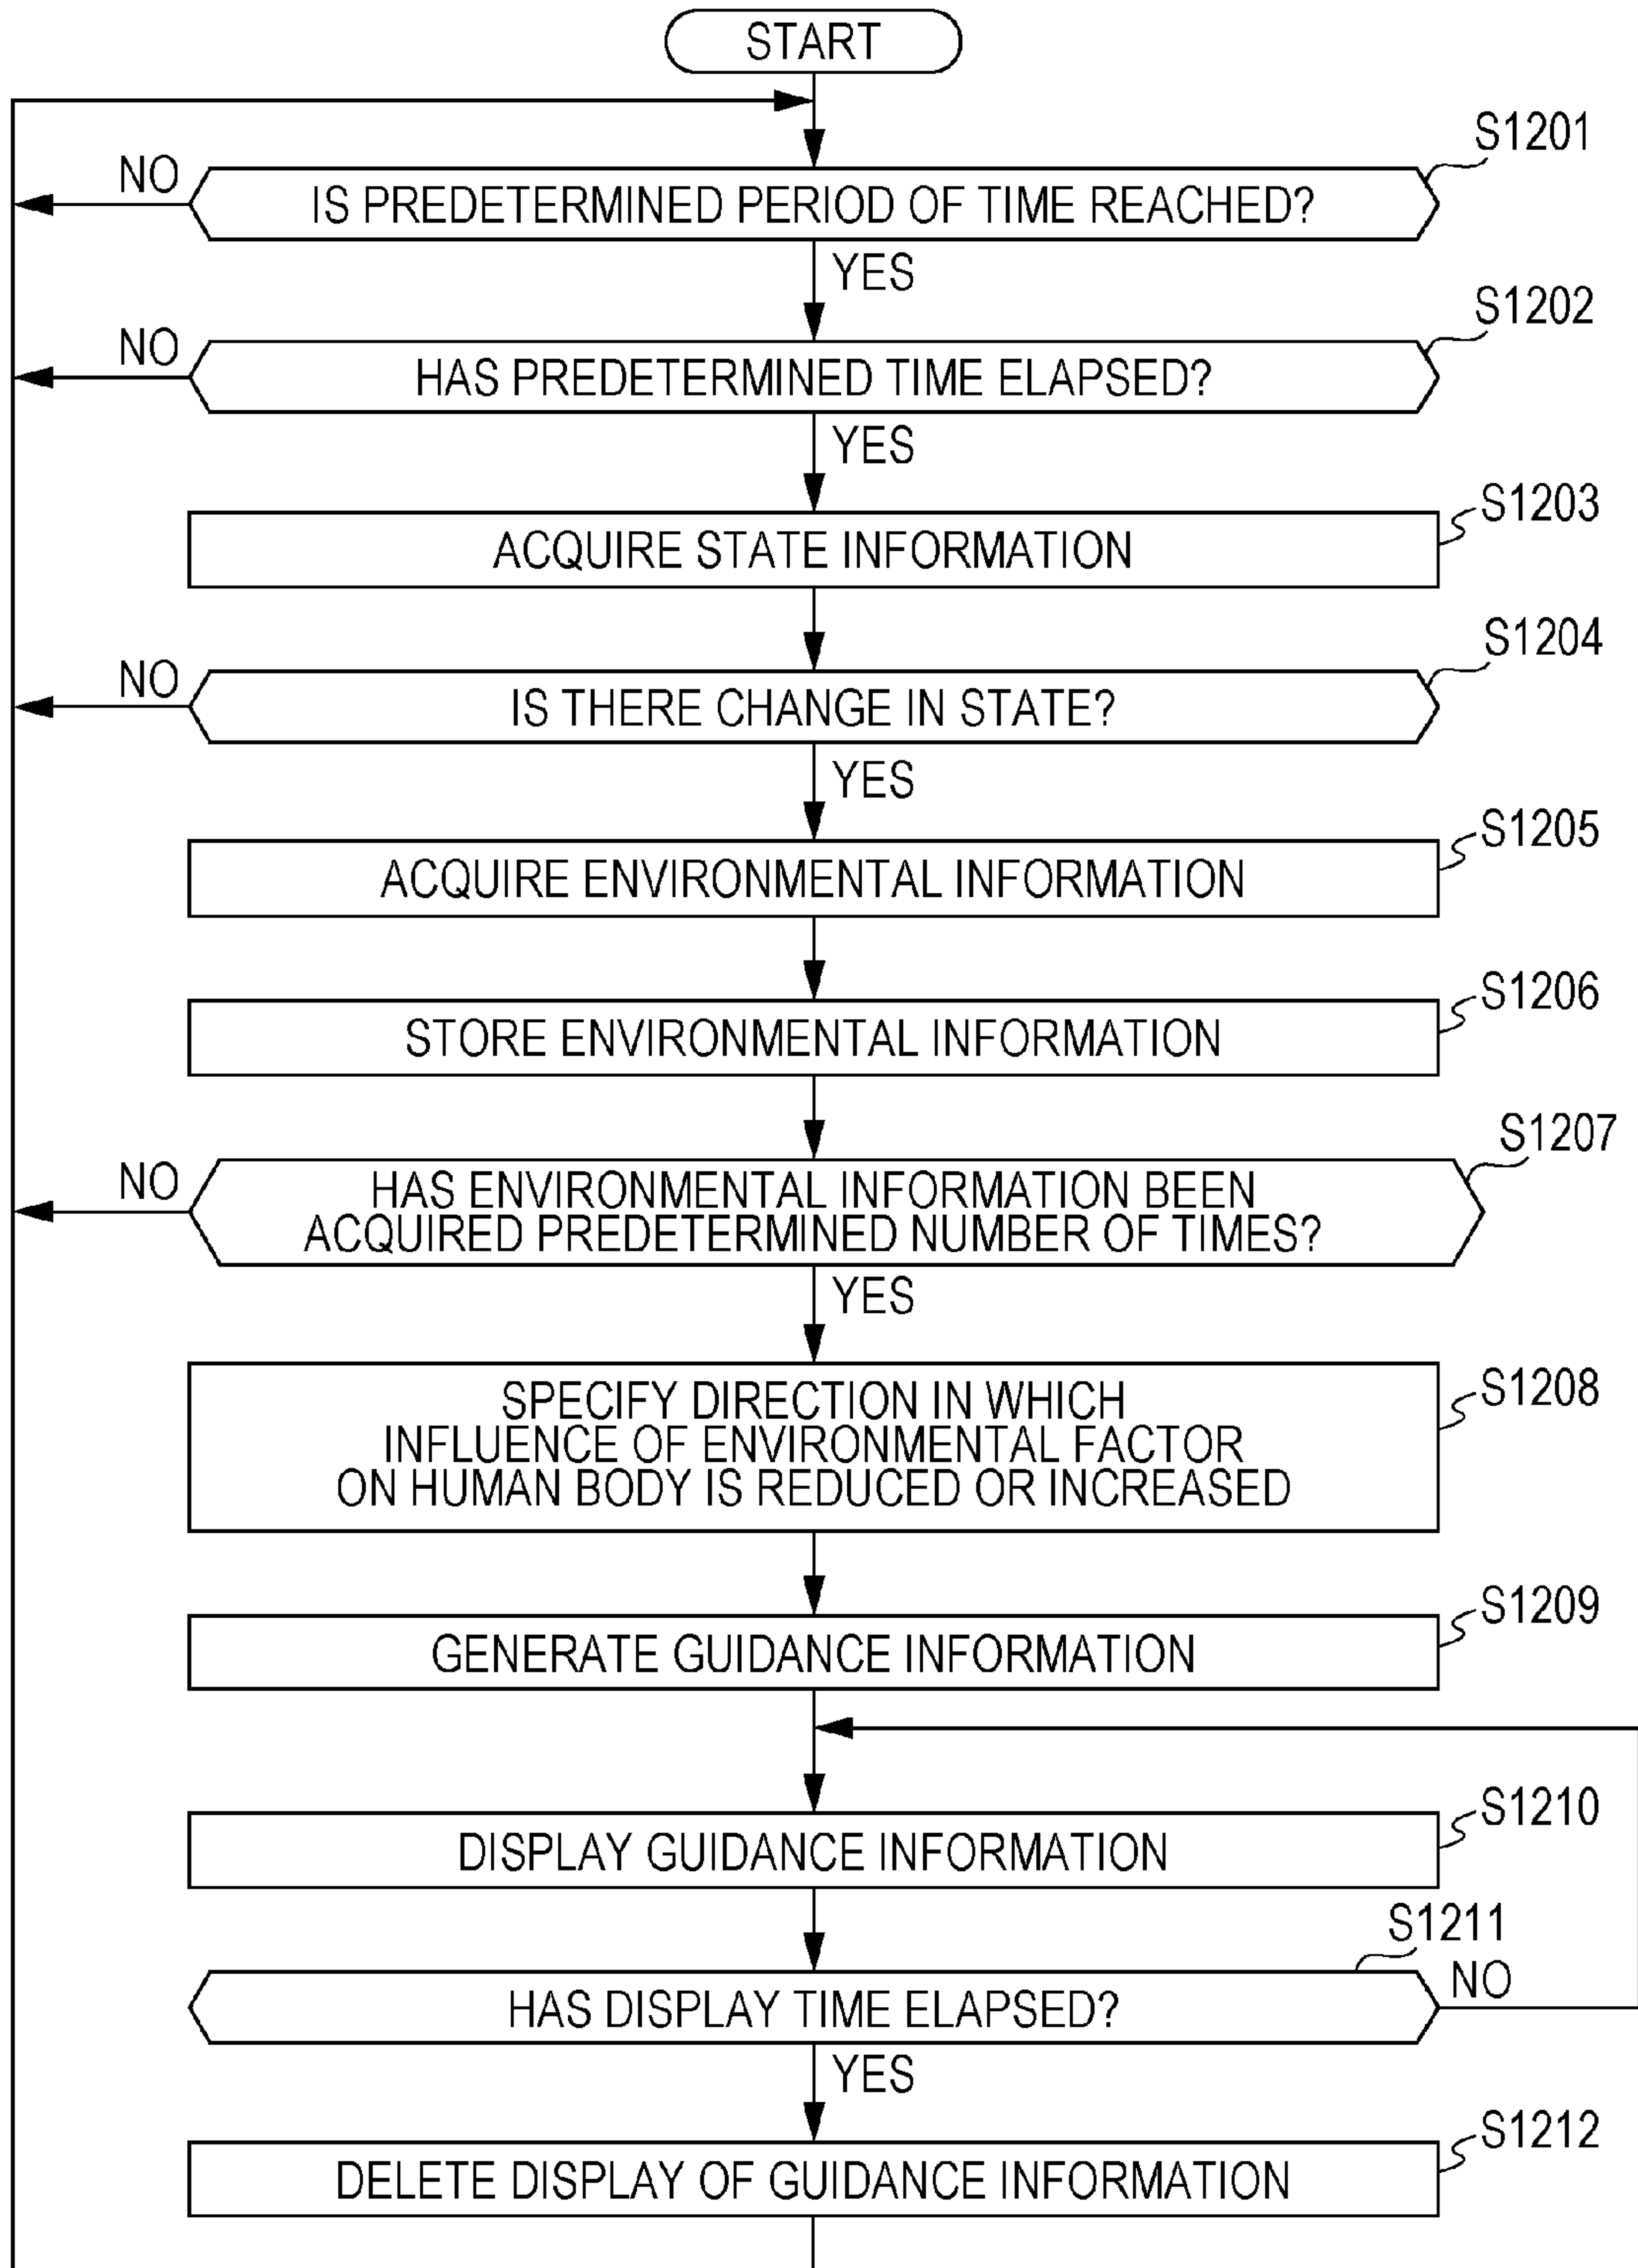 START
S1201
NO
IS PREDETERMINED PERIOD OF TIME REACHED?
YES
S1202
NO
HAS PREDETERMINED TIME ELAPSED?
YES
S1203
ACQUIRE STATE INFORMATION
S1204
NO
IS THERE CHANGE IN STATE?
YES
S1205
ACQUIRE ENVIRONMENTAL INFORMATION
S1206
STORE ENVIRONMENTAL INFORMATION
S1207
NO
HAS ENVIRONMENTAL INFORMATION BEEN
ACQUIRED PREDETERMINED NUMBER OF TIMES?
YES
S1208
SPECIFY DIRECTION IN WHICH
INFLUENCE OF ENVIRONMENTAL FACTOR
ON HUMAN BODY IS REDUCED OR INCREASED
S1209
GENERATE GUIDANCE INFORMATION
S1210
DISPLAY GUIDANCE INFORMATION
S1211
NO
HAS DISPLAY TIME ELAPSED?
YES
S1212
DELETE DISPLAY OF GUIDANCE INFORMATION